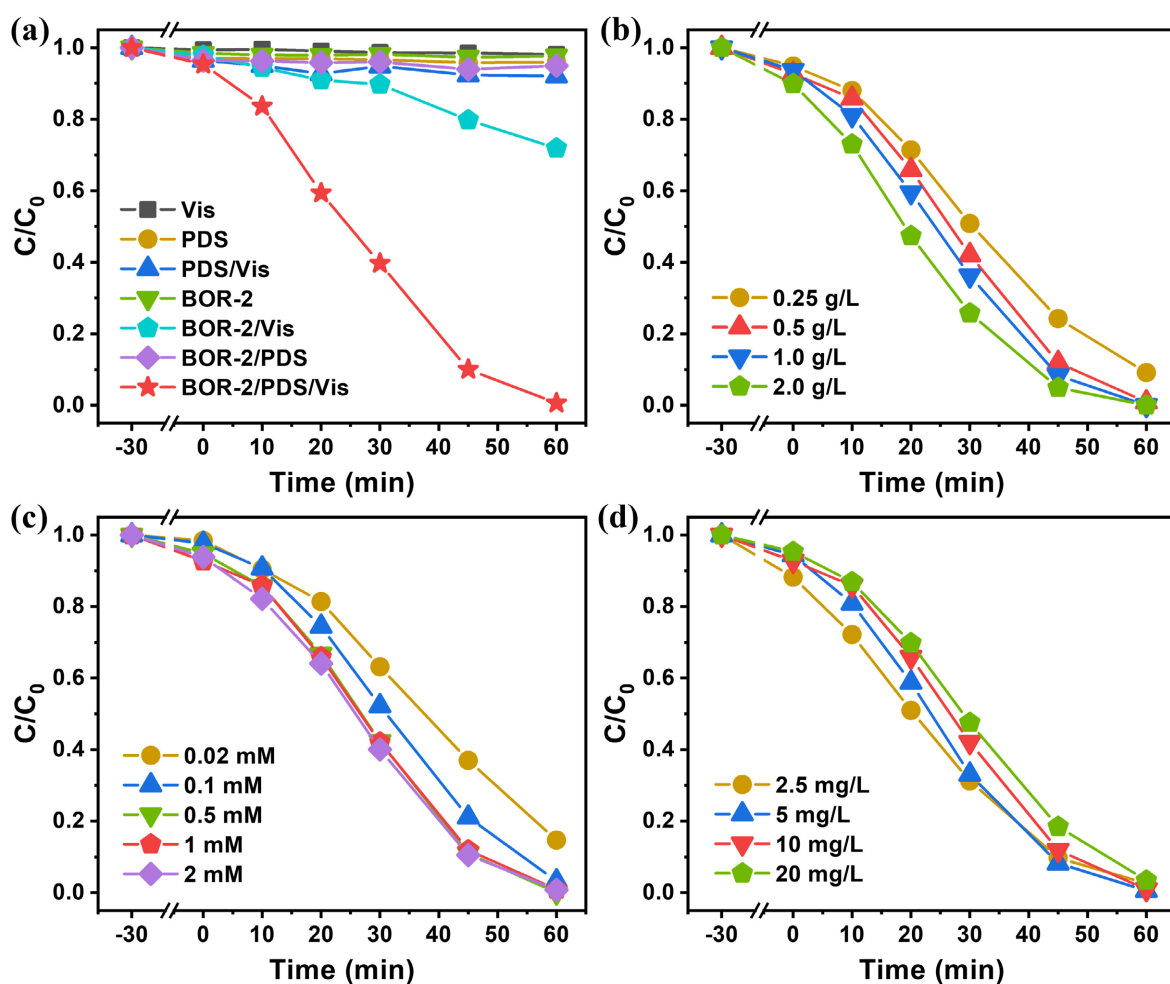 (a)
1.0
0.8
0.6
0.4
0.2
0.0
C/C0
Vis
PDS
PDS/Vis
BOR-2
BOR-2/Vis
BOR-2/PDS
BOR-2/PDS/Vis
-30 0 10 20 30 40 50 60
Time (min)
(b)
1.0
0.8
0.6
0.4
0.2
0.0
C/C0
0.25 g/L
0.5 g/L
1.0 g/L
2.0 g/L
-30 0 10 20 30 40 50 60
Time (min)
(c)
1.0
0.8
0.6
0.4
0.2
0.0
C/C0
0.02 mM
0.1 mM
0.5 mM
1 mM
2 mM
-30 0 10 20 30 40 50 60
Time (min)
(d)
1.0
0.8
0.6
0.4
0.2
0.0
C/C0
2.5 mg/L
5 mg/L
10 mg/L
20 mg/L
-30 0 10 20 30 40 50 60
Time (min)